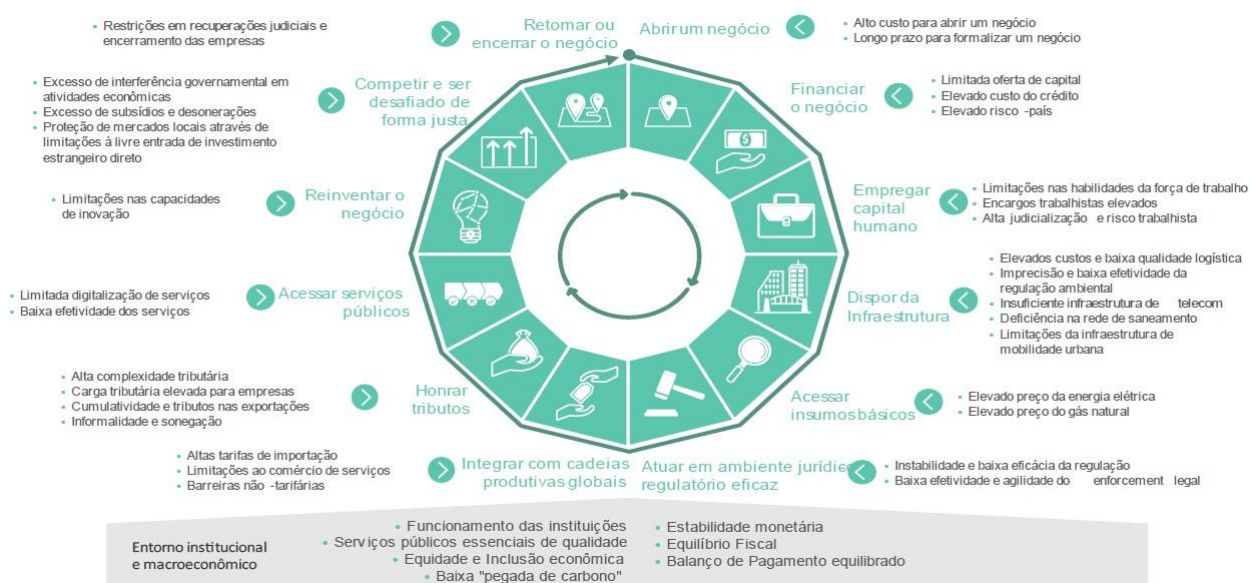 Abrir um negócio
• Alto custo para abrir um negócio
• Longo prazo para formalizar um negócio
Financiar
o negócio
• Limitada oferta de capital
• Elevado custo do crédito
• Elevado risco -país
Empregar
capital
humano
• Limitações nas habilidades da força de trabalho
• Encargos trabalhistas elevados
• Alta judicialização e risco trabalhista
Dispor da
Infraestrutura
• Elevados custos e baixa qualidade logística
• Imprecisão e baixa efetividade da
regulação ambiental
• Insuficiente infraestrutura de telecom
• Deficiência na rede de saneamento
• Limitações da infraestrutura de
mobilidade urbana
Acessar
insumos básicos
• Elevado preço da energia elétrica
• Elevado preço do gás natural
Atuar em ambiente jurídico
regulatório eficaz
• Instabilidade e baixa eficácia da regulação
• Baixa efetividade e agilidade do enforcement legal
Integrar com cadeias
produtivas globais
• Altas tarifas de importação
• Limitações ao comércio de serviços
• Barreiras não -tarifárias
Honrar
tributos
• Alta complexidade tributária
• Carga tributária elevada para empresas
• Cumulatividade e tributos nas exportações
• Informalidade e sonegação
Acessar serviços
públicos
• Limitada digitalização de serviços
• Baixa efetividade dos serviços
Reinventar o
negócio
• Limitações nas capacidades
de inovação
Competir e ser
desafiado de
forma justa
• Excesso de interferência governamental em
atividades econômicas
• Excesso de subsídios e desonerações
• Proteção de mercados locais através de
limitações à livre entrada de investimento
estrangeiro direto
Retomar ou
encerrar o negócio
• Restrições em recuperações judiciais e
encerramento das empresas
Entorno institucional
e macroeconômico
• Funcionamento das instituições
• Serviços públicos essenciais de qualidade
• Equidade e Inclusão econômica
• Baixa "pegada de carbono"
• Estabilidade monetária
• Equilíbrio Fiscal
• Balanço de Pagamento equilibrado